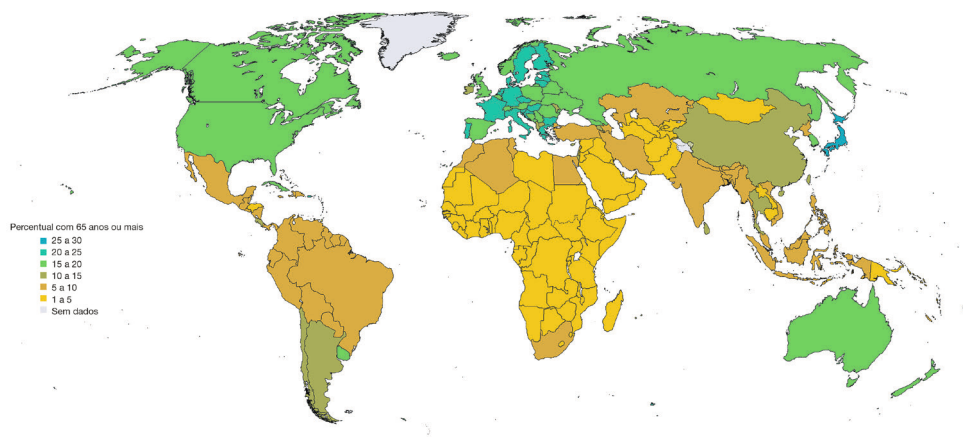 Percentual com 65 anos ou mais
25 a 30
20 a 25
15 a 20
10 a 15
5 a 10
1 a 5
Sem dados